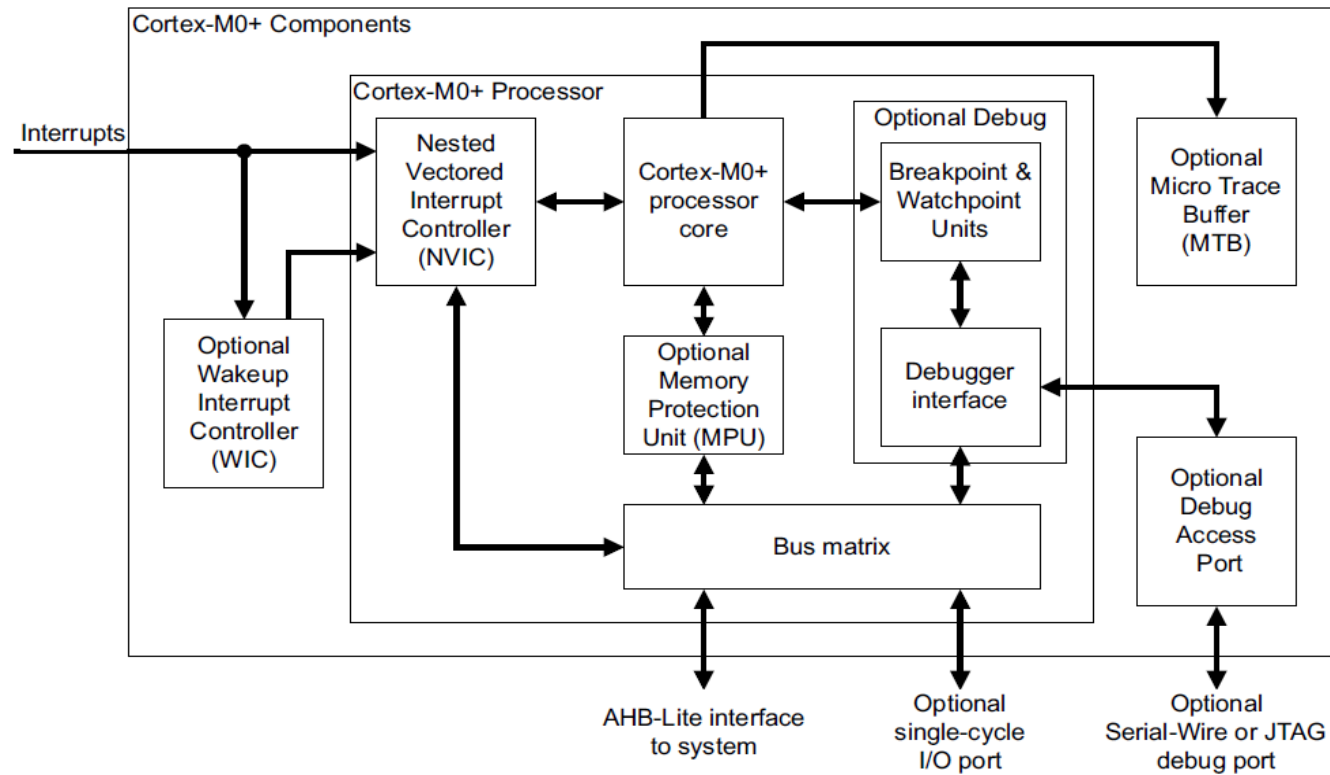 Cortex-M0+ Components
Cortex-M0+ Processor
Interrupts
Nested
Vectored
Interrupt
Controller
(NVIC)
Cortex-M0+
processor
core
Optional Debug
Breakpoint &
Watchpoint
Units
Optional
Micro Trace
Buffer
(MTB)
Optional
Wakeup
Interrupt
Controller
(WIC)
Optional
Memory
Protection
Unit (MPU)
Debugger
interface
Optional
Debug
Access
Port
Bus matrix
AHB-Lite interface
to system
Optional
single-cycle
I/O port
Optional
Serial-Wire or JTAG
debug port